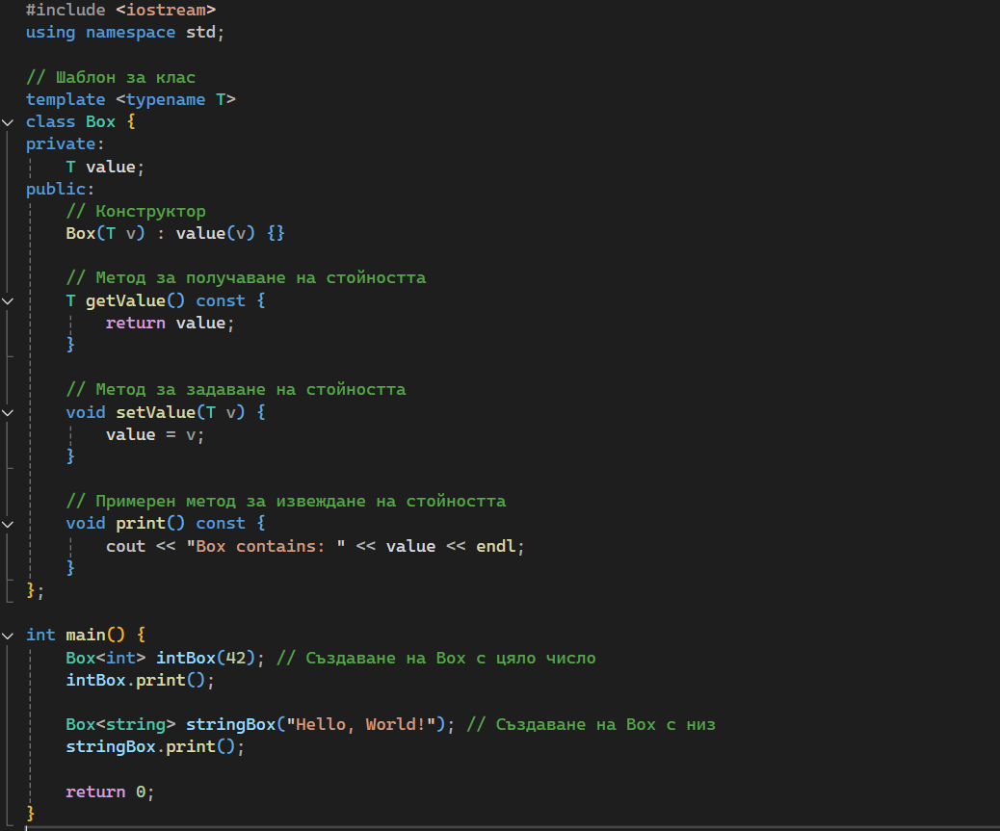 #include <iostream>
using namespace std;
// Шаблон за клас
template <typename T>
class Box {
private:
    T value;
public:
    // Конструктор
    Box(T v) : value(v) {}
    // Метод за получаване на стойността
    T getValue() const {
        return value;
    }
    // Метод за задаване на стойността
    void setValue(T v) {
        value = v;
    }
    // Примерен метод за извеждане на стойността
    void print() const {
        cout << "Box contains: " << value << endl;
    }
};
int main() {
    Box<int> intBox(42); // Създаване на Box с цяло число
    intBox.print();
    Box<string> stringBox("Hello, World!"); // Създаване на Box с низ
    stringBox.print();
    return 0;
}